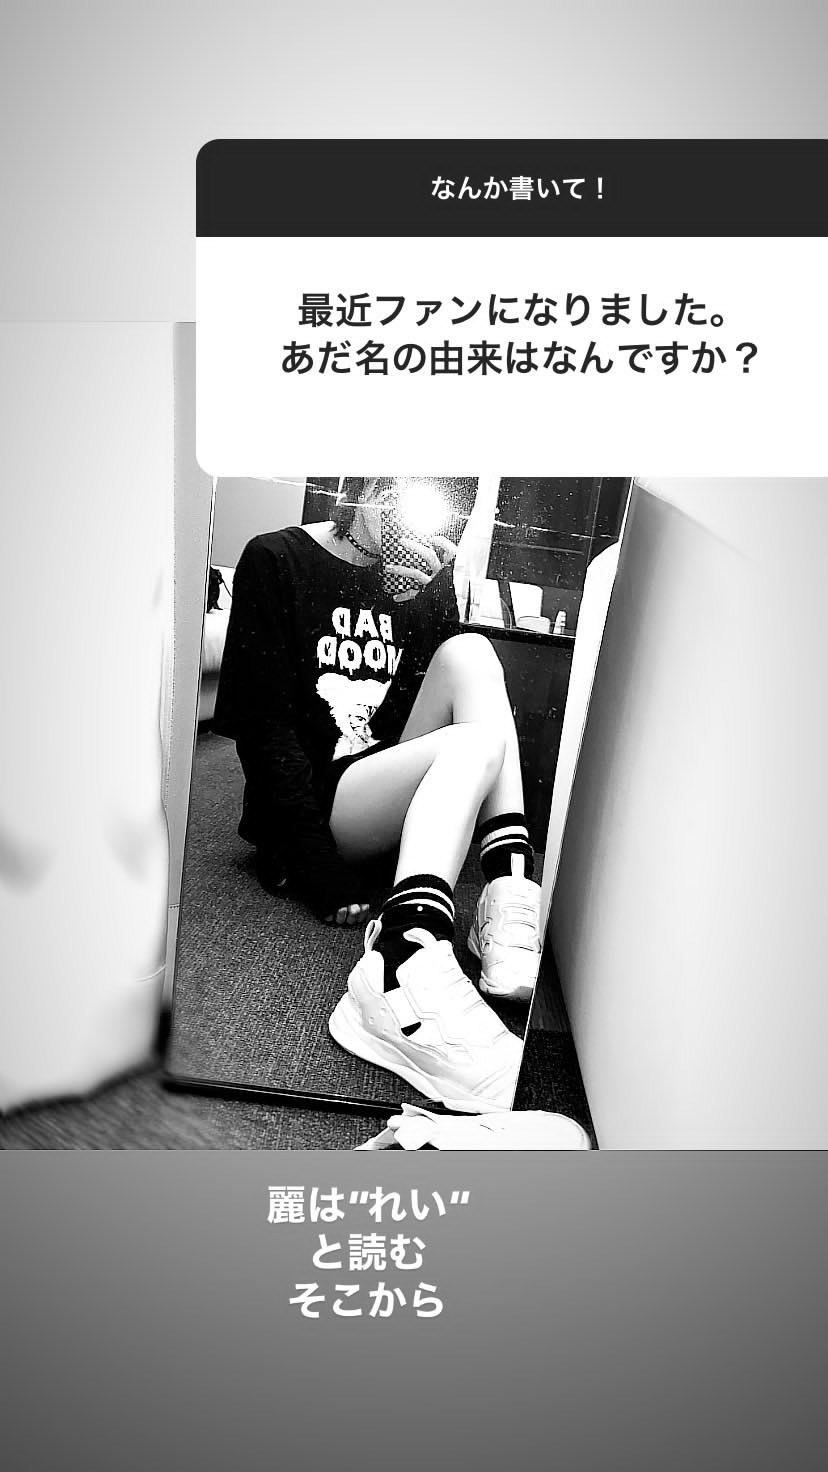 なんか書いて！
最近ファンになりました。
あだ名の由来はなんですか？
BAD
MOOD
麗は"れい"
と読む
そこから